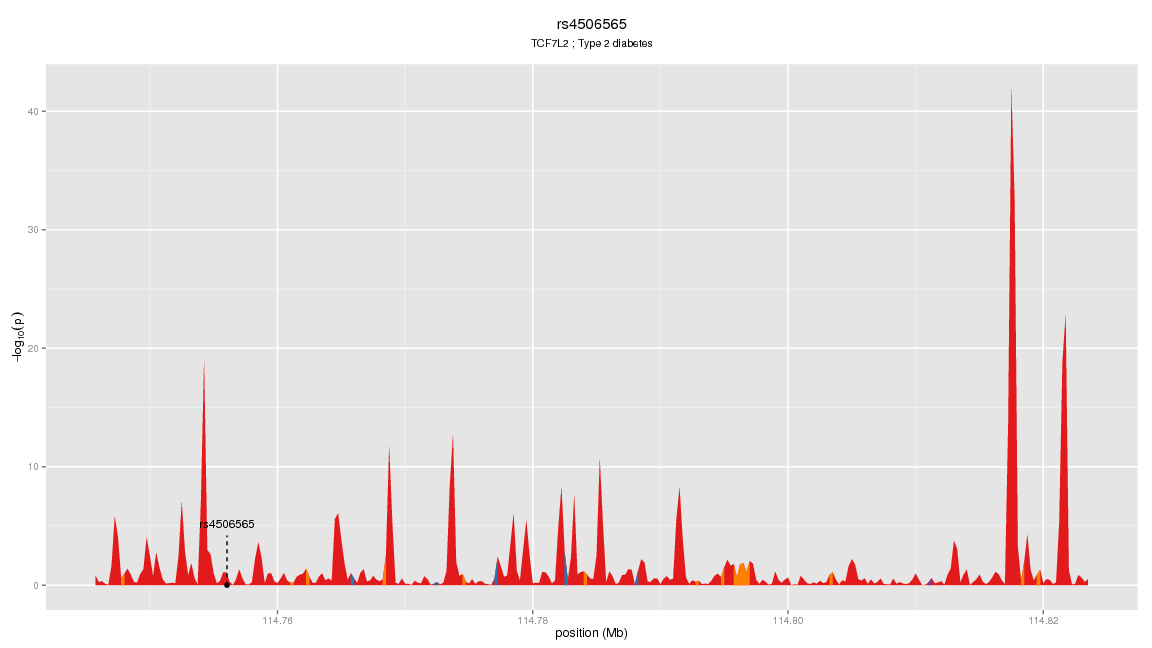 rs4506565
TCF7L2 ; Type 2 diabetes
40
30
20
10
0
−log10(p)
rs4506565
114.76
114.78
114.80
114.82
position (Mb)